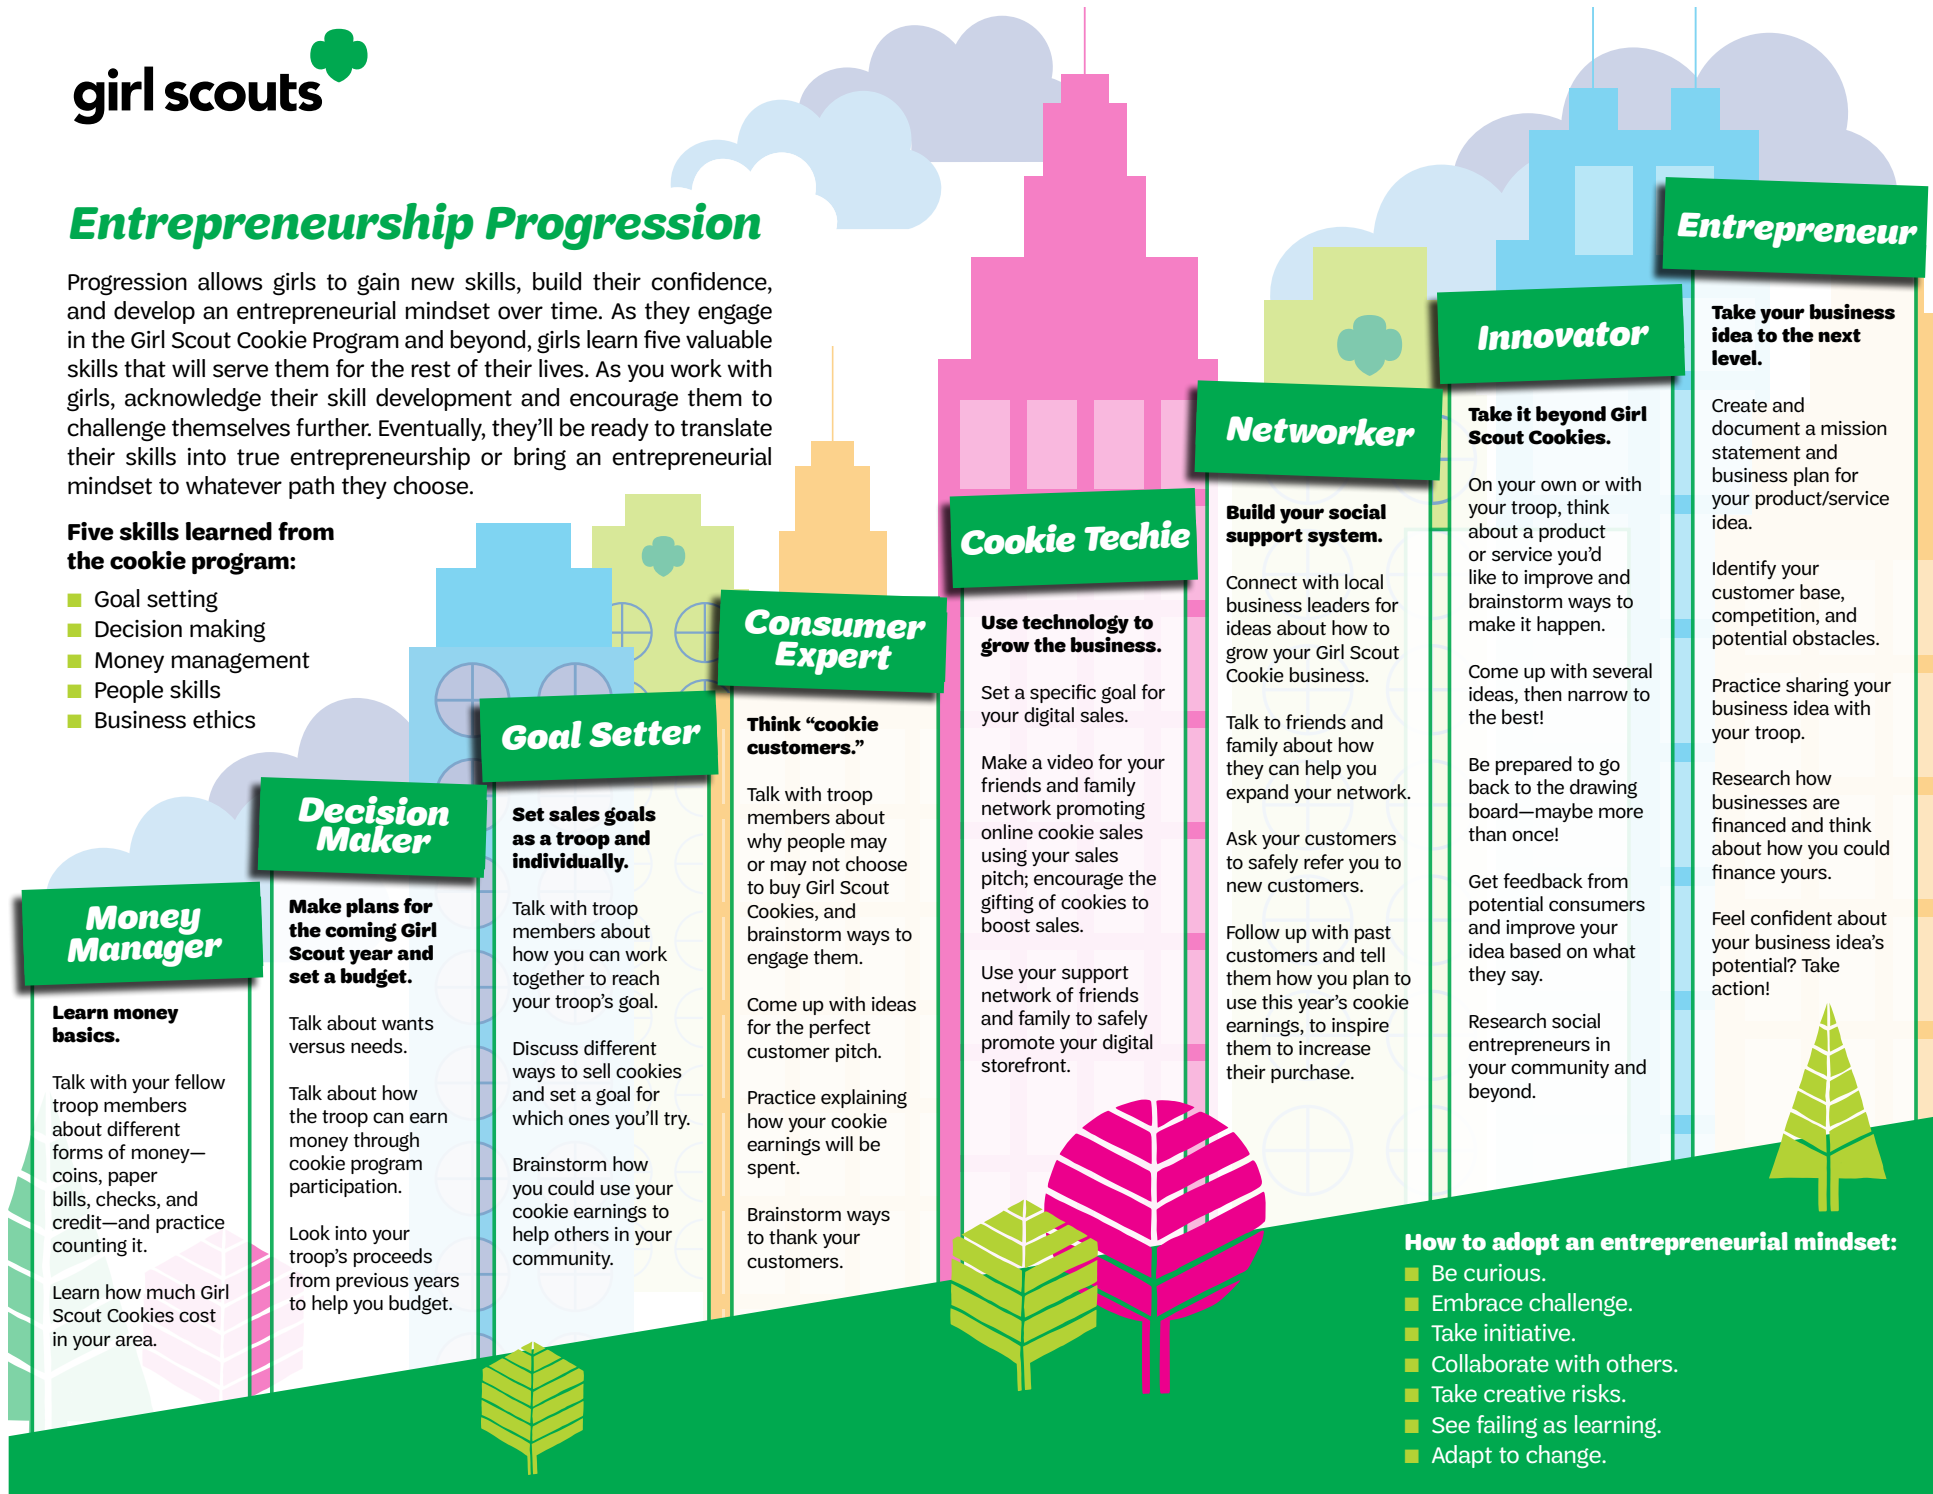 girl scouts
Entrepreneurship Progression
Progression allows girls to gain new skills, build their confidence,
and develop an entrepreneurial mindset over time. As they engage
in the Girl Scout Cookie Program and beyond, girls learn five valuable
skills that will serve them for the rest of their lives. As you work with
girls, acknowledge their skill development and encourage them to
challenge themselves further. Eventually, they’ll be ready to translate
their skills into true entrepreneurship or bring an entrepreneurial
mindset to whatever path they choose.
Five skills learned from
the cookie program:
Goal setting
Decision making
Money management
People skills
Business ethics
Money
Manager
Learn money
basics.
Talk with your fellow
troop members
about different
forms of money—
coins, paper
bills, checks, and
credit—and practice
counting it.
Learn how much Girl
Scout Cookies cost
in your area.
Decision
Maker
Make plans for
the coming Girl
Scout year and
set a budget.
Talk about wants
versus needs.
Talk about how
the troop can earn
money through
cookie program
participation.
Look into your
troop’s proceeds
from previous years
to help you budget.
Goal Setter
Set sales goals
as a troop and
individually.
Talk with troop
members about
how you can work
together to reach
your troop’s goal.
Discuss different
ways to sell cookies
and set a goal for
which ones you’ll try.
Brainstorm how
you could use your
cookie earnings to
help others in your
community.
Consumer
Expert
Think “cookie
customers.”
Talk with troop
members about
why people may
or may not choose
to buy Girl Scout
Cookies, and
brainstorm ways to
engage them.
Come up with ideas
for the perfect
customer pitch.
Practice explaining
how your cookie
earnings will be
spent.
Brainstorm ways
to thank your
customers.
Cookie Techie
Use technology to
grow the business.
Set a specific goal for
your digital sales.
Make a video for your
friends and family
network promoting
online cookie sales
using your sales
pitch; encourage the
gifting of cookies to
boost sales.
Use your support
network of friends
and family to safely
promote your digital
storefront.
Networker
Build your social
support system.
Connect with local
business leaders for
ideas about how to
grow your Girl Scout
Cookie business.
Talk to friends and
family about how
they can help you
expand your network.
Ask your customers
to safely refer you to
new customers.
Follow up with past
customers and tell
them how you plan to
use this year’s cookie
earnings, to inspire
them to increase
their purchase.
Innovator
Take it beyond Girl
Scout Cookies.
On your own or with
your troop, think
about a product
or service you’d
like to improve and
brainstorm ways to
make it happen.
Come up with several
ideas, then narrow to
the best!
Be prepared to go
back to the drawing
board—maybe more
than once!
Get feedback from
potential consumers
and improve your
idea based on what
they say.
Research social
entrepreneurs in
your community and
beyond.
Entrepreneur
Take your business
idea to the next
level.
Create and
document a mission
statement and
business plan for
your product/service
idea.
Identify your
customer base,
competition, and
potential obstacles.
Practice sharing your
business idea with
your troop.
Research how
businesses are
financed and think
about how you could
finance yours.
Feel confident about
your business idea’s
potential? Take
action!
How to adopt an entrepreneurial mindset:
Be curious.
Embrace challenge.
Take initiative.
Collaborate with others.
Take creative risks.
See failing as learning.
Adapt to change.